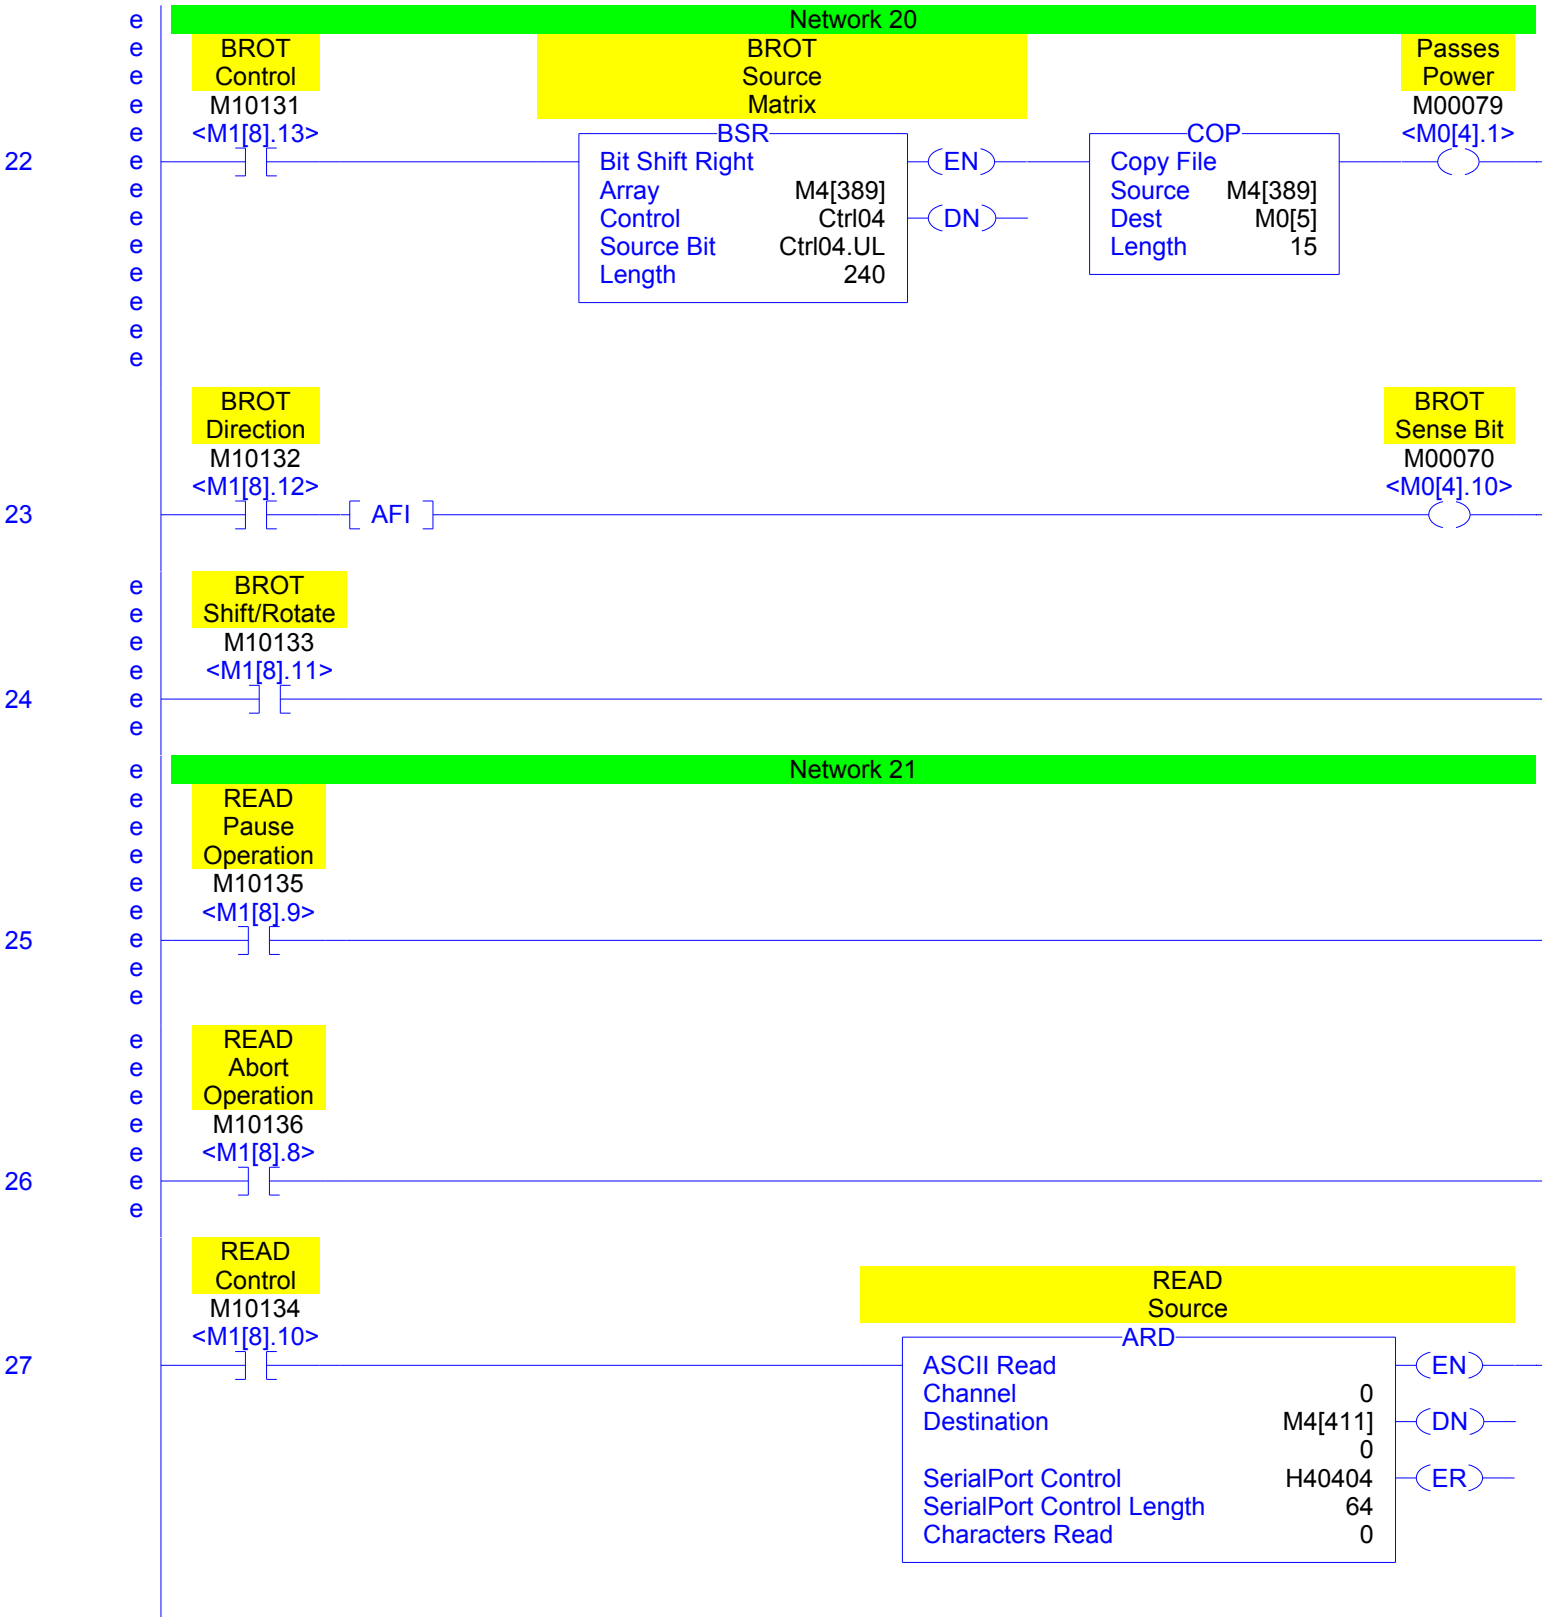 e Network 20
e BROT BROT Passes
e Control Source Power
e M10131 Matrix M00079
e <M1[8].13> BSR COP <M0[4].1>
22 e Bit Shift Right EN Copy File
e Array M4[389] Source M4[389]
e Control Ctrl04 DN Dest M0[5]
e Source Bit Ctrl04.UL Length 15
e Length 240
e
e
e
BROT BROT
Direction Sense Bit
M10132 M00070
<M1[8].12> <M0[4].10>
23 AFI
e BROT
e Shift/Rotate
e M10133
e <M1[8].11>
24 e
e
e Network 21
e READ
e Pause
e Operation
e M10135
e <M1[8].9>
25 e
e
e
e READ
e Abort
e Operation
e M10136
e <M1[8].8>
26 e
e
READ
Control READ
M10134 Source
<M1[8].10> ARD
27 ASCII Read EN
Channel 0
Destination M4[411] DN
0
SerialPort Control H40404 ER
SerialPort Control Length 64
Characters Read 0